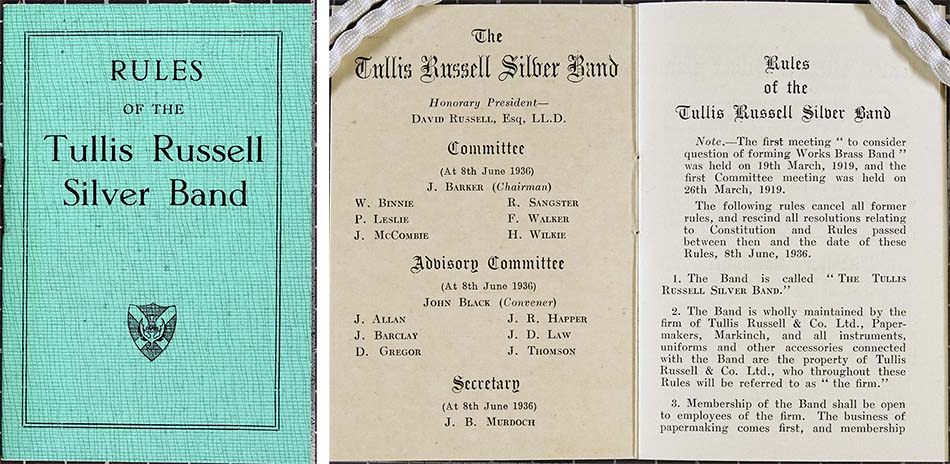 RULES
OF THE
Tullis Russell
Silver Band
The
Tullis Russell Silver Band
Honorary President—
DAVID RUSSELL, Esq, LL.D.
Committee
(At 8th June 1936)
J. BARKER (Chairman)
W. BINNIE R. SANGSTER
P. LESLIE F. WALKER
J. MCCOMBIE H. WILKIE
Advisory Committee
(At 8th June 1936)
JOHN BLACK (Convener)
J. ALLAN J. R. HAPPER
J. BARCLAY J. D. LAW
D. GREGOR J. THOMSON
Secretary
(At 8th June 1936)
J. B. MURDOCH
Rules
of the
Tullis Russell Silver Band
Note.—The first meeting “ to consider
question of forming Works Brass Band ”
was held on 19th March, 1919, and the
first Committee meeting was held on
26th March, 1919.
The following rules cancel all former
rules, and rescind all resolutions relating
to Constitution and Rules passed
between then and the date of these
Rules, 8th June, 1936.
1. The Band is called “ THE TULLIS
RUSSELL SILVER BAND.”
2. The Band is wholly maintained by the
firm of Tullis Russell & Co. Ltd., Paper-
makers, Markinch, and all instruments,
uniforms and other accessories connected
with the Band are the property of Tullis
Russell & Co. Ltd., who throughout these
Rules will be referred to as “ the firm.”
3. Membership of the Band shall be open
to employees of the firm. The business of
papermaking comes first, and membership